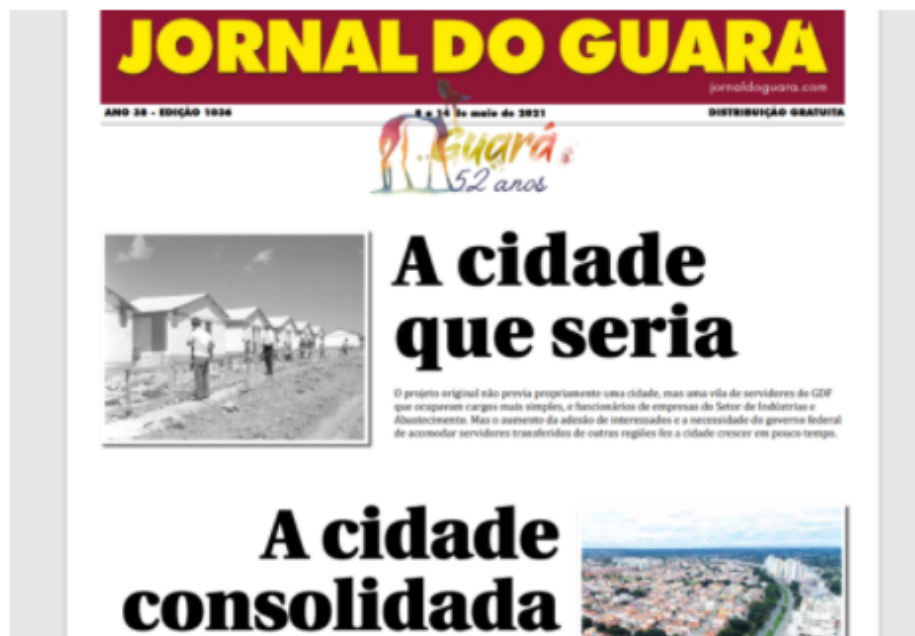 JORNAL DO GUARÁ
jornaldoguara.com
ANO 38 - EDIÇÃO 1036
8 a 14 de maio de 2021
DISTRIBUIÇÃO GRATUITA
Guará
52 anos
A cidade
que seria
O projeto original não previa propriamente uma cidade, mas uma vila de servidores do GDF
que ocupavam cargos mais simples, e funcionários de empresas do Setor de Indústrias e
Abastecimento. Mas o aumento da adesão de interessados e a necessidade do governo federal
de acomodar servidores transferidos de outras regiões fez a cidade crescer em pouco tempo.
A cidade
consolidada